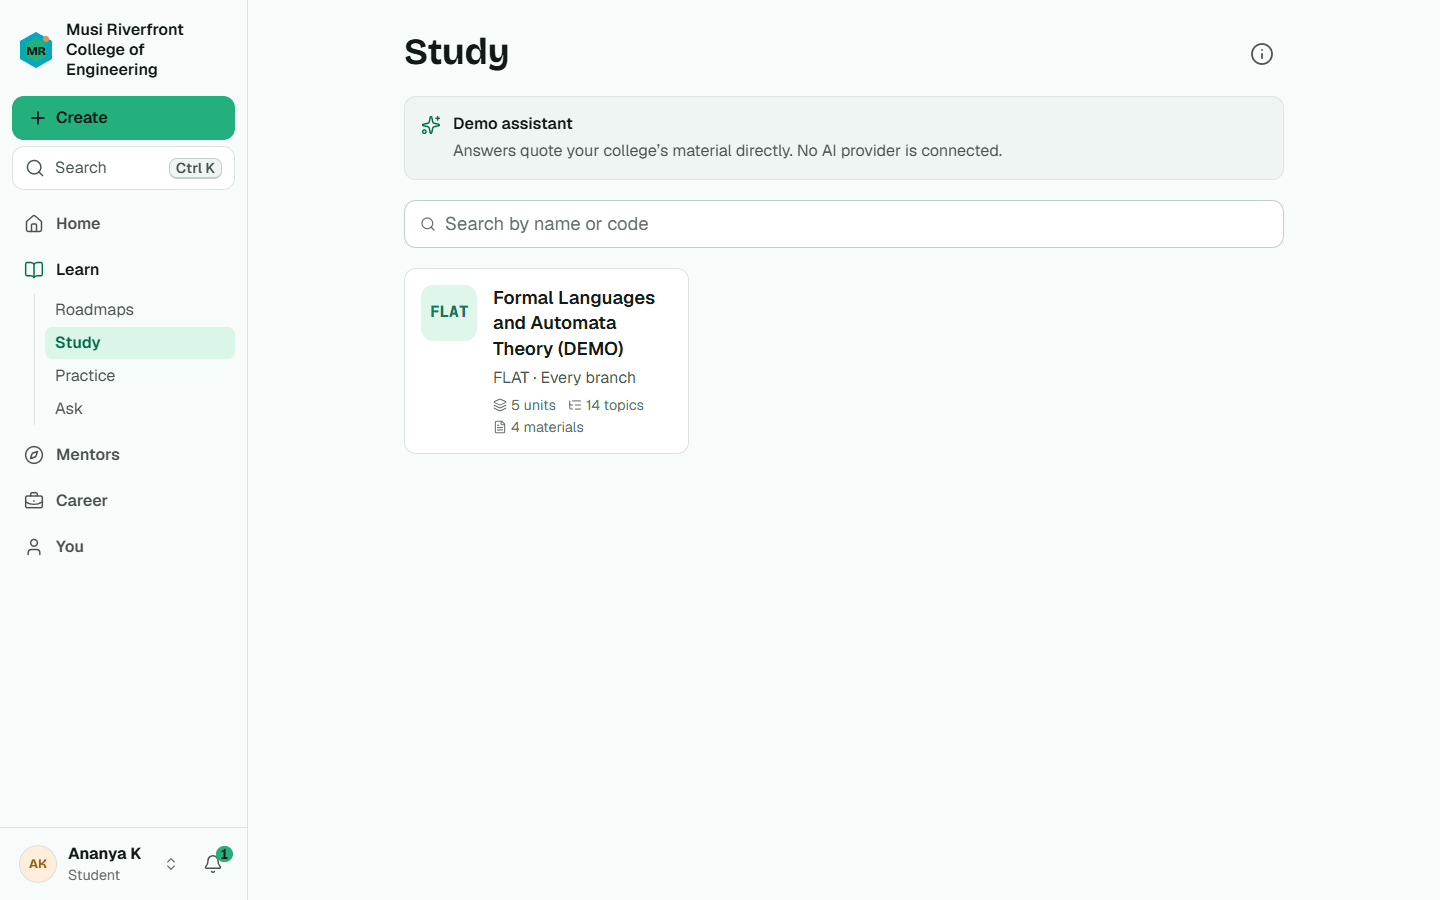 MR
Musi Riverfront
College of
Engineering
Create
Search
Ctrl K
Home
Learn
Roadmaps
Study
Practice
Ask
Mentors
Career
You
Ananya K
Student
AK
1
Study
Demo assistant
Answers quote your college’s material directly. No AI provider is connected.
Search by name or code
FLAT
Formal Languages
and Automata
Theory (DEMO)
FLAT · Every branch
5 units 14 topics
4 materials